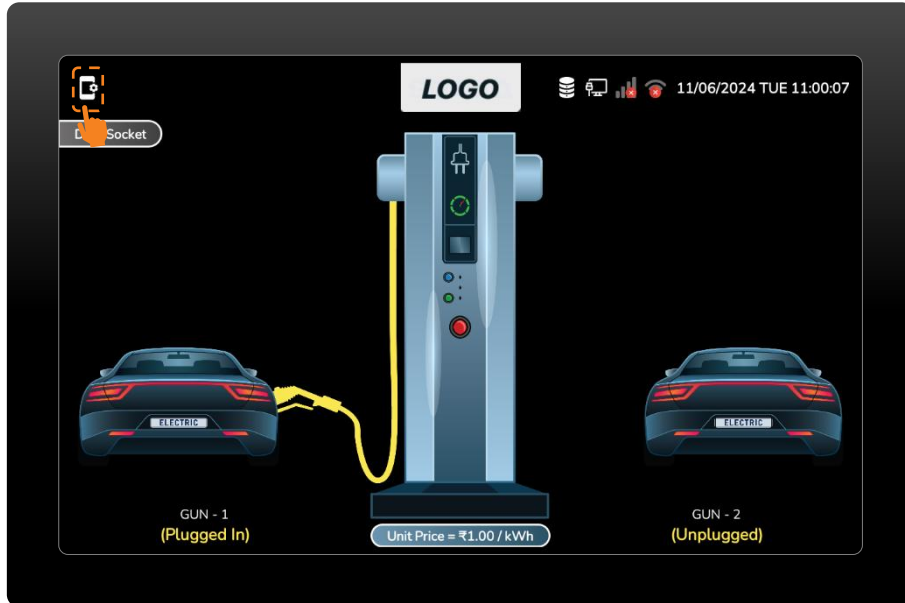 LOGO
11/06/2024 TUE 11:00:07
Socket
ELECTRIC
ELECTRIC
GUN - 1
(Plugged In)
Unit Price = ₹1.00 / kWh
GUN - 2
(Unplugged)